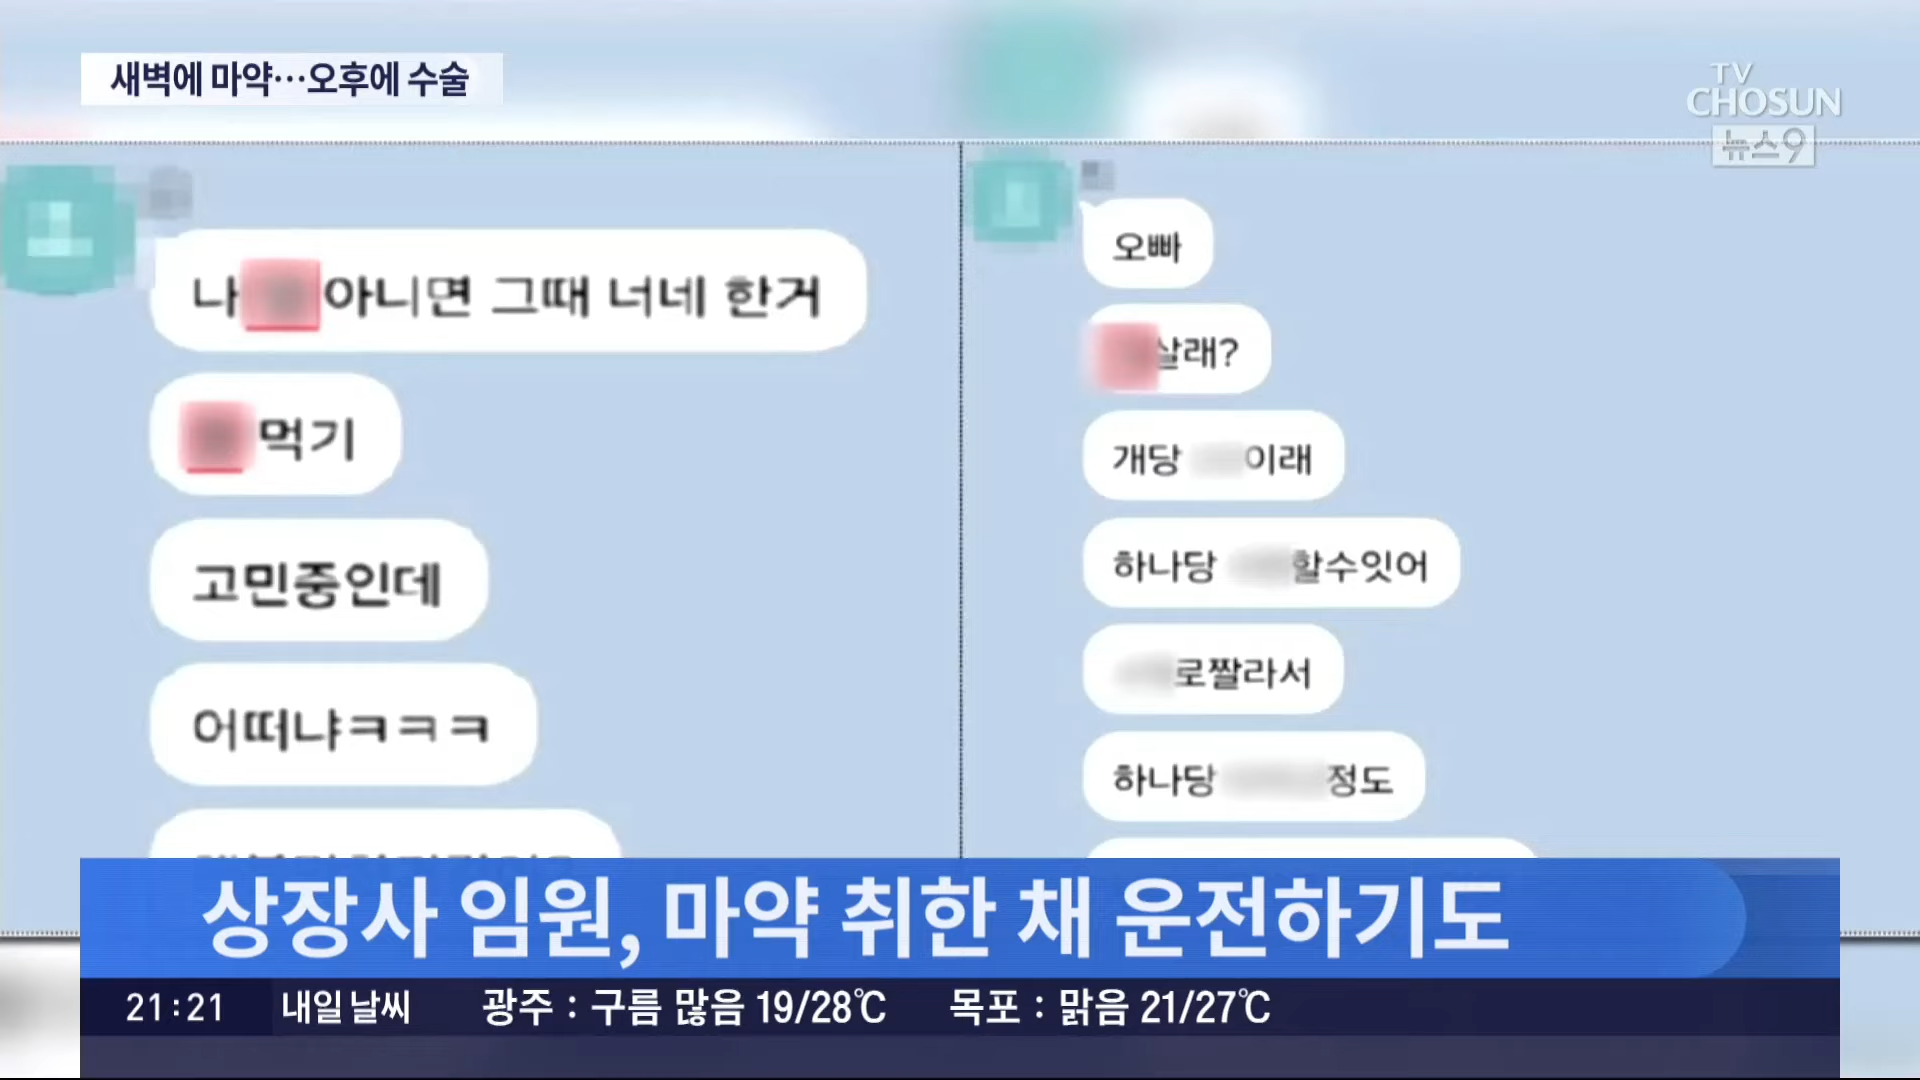 새벽에 마약…오후에 수술
TV
CHOSUN
뉴스9
나 아니면 그때 너네 한거
먹기
고민중인데
어떠냐ㅋㅋㅋ
오빠
살래?
개당 이래
하나당 할수잇어
로짤라서
하나당 정도
상장사 임원, 마약 취한 채 운전하기도
21:21 내일 날씨 광주 : 구름 많음 19/28℃ 목포 : 맑음 21/27℃